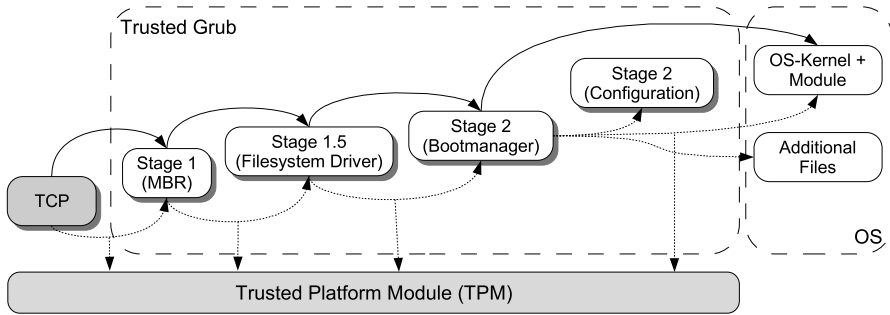 Trusted Grub
TCP
Stage 1
(MBR)
Stage 1.5
(Filesystem Driver)
Stage 2
(Bootmanager)
Stage 2
(Configuration)
OS-Kernel +
Module
Additional
Files
OS
Trusted Platform Module (TPM)